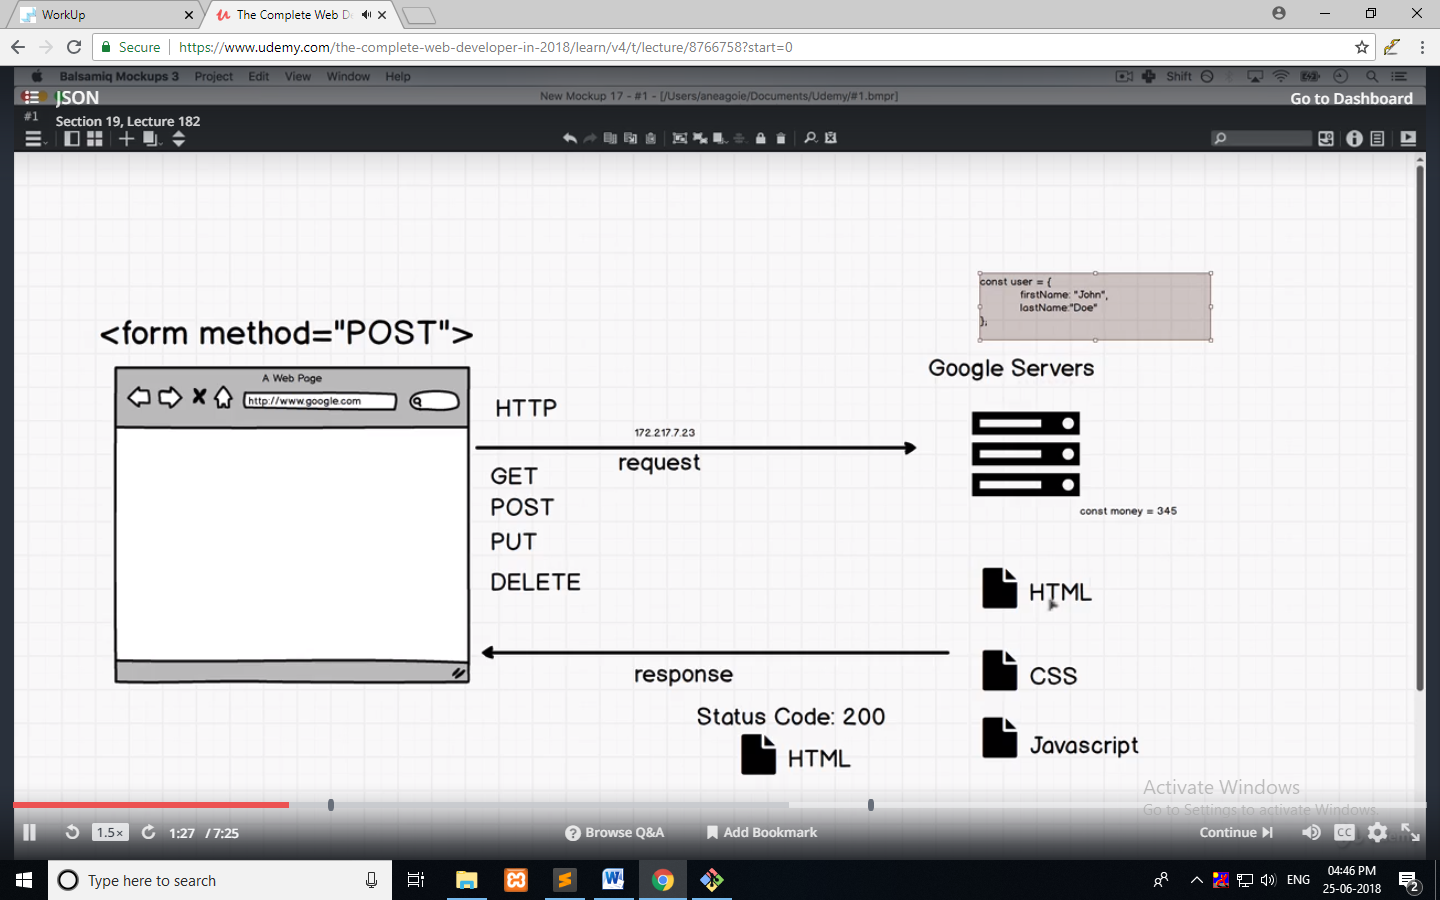 WorkUp
The Complete Web De
Secure
https://www.udemy.com/the-complete-web-developer-in-2018/learn/v4/t/lecture/8766758?start=0
Balsamiq Mockups 3 Project Edit View Window Help
Shift
JSON
New Mockup 17 - #1 - [/Users/aneagoie/Documents/Udemy/#1.bmpr]
Go to Dashboard
#1
Section 19, Lecture 182
const user = {
firstName: "John",
lastName:"Doe"
};
<form method="POST">
Google Servers
A Web Page
http://www.google.com
HTTP
172.217.7.23
request
GET
POST
PUT
DELETE
const money = 345
HTML
CSS
Javascript
response
Status Code: 200
HTML
Activate Windows
Go to Settings to activate Windows.
1.5×
1:27 / 7:25
Browse Q&A
Add Bookmark
Continue
CC
Type here to search
ENG
04:46 PM
25-06-2018
2